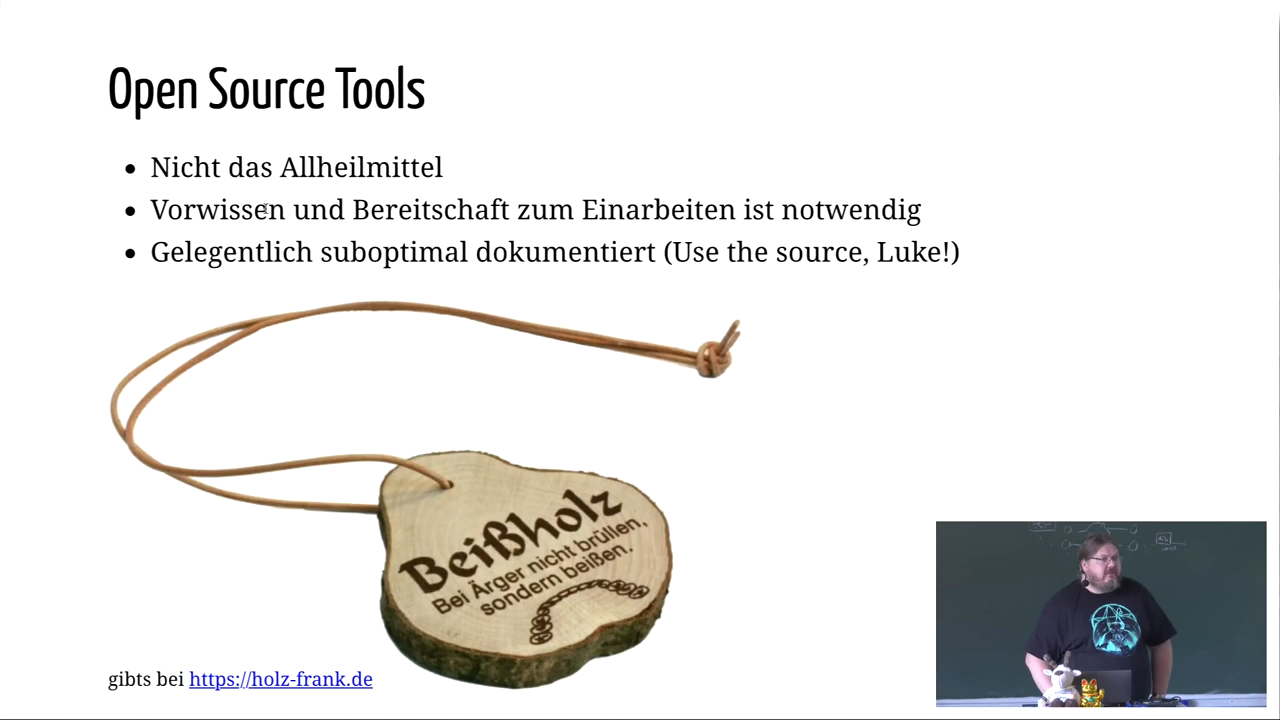 Open Source Tools
Nicht das Allheilmittel
Vorwissen und Bereitschaft zum Einarbeiten ist notwendig
Gelegentlich suboptimal dokumentiert (Use the source, Luke!)
Beißholz
Bei Ärger nicht brüllen,
sondern beißen.
gibts bei https://holz-frank.de